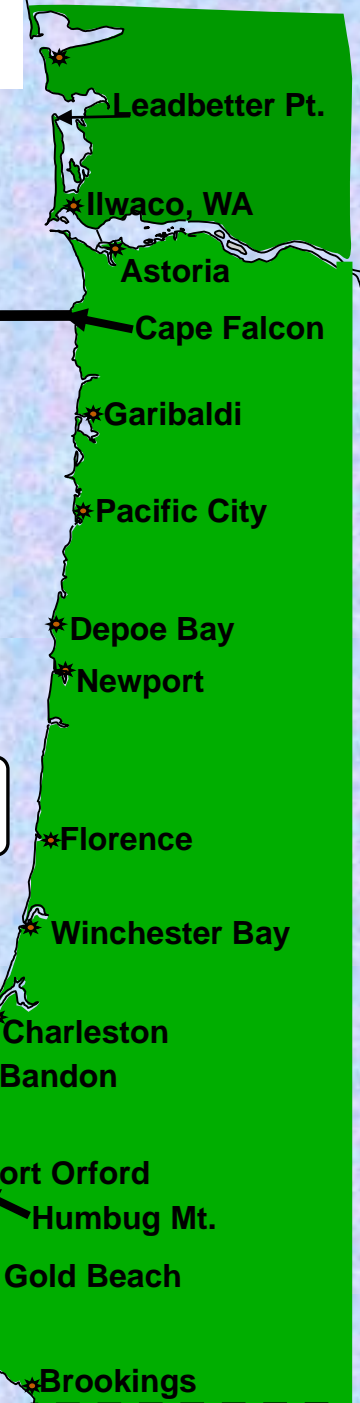 Leadbetter Pt.
Ilwaco, WA
Astoria
Cape Falcon
Garibaldi
Pacific City
Depoe Bay
Newport
Florence
Winchester Bay
Charleston
Bandon
ort Orford
Humbug Mt.
Gold Beach
Brookings